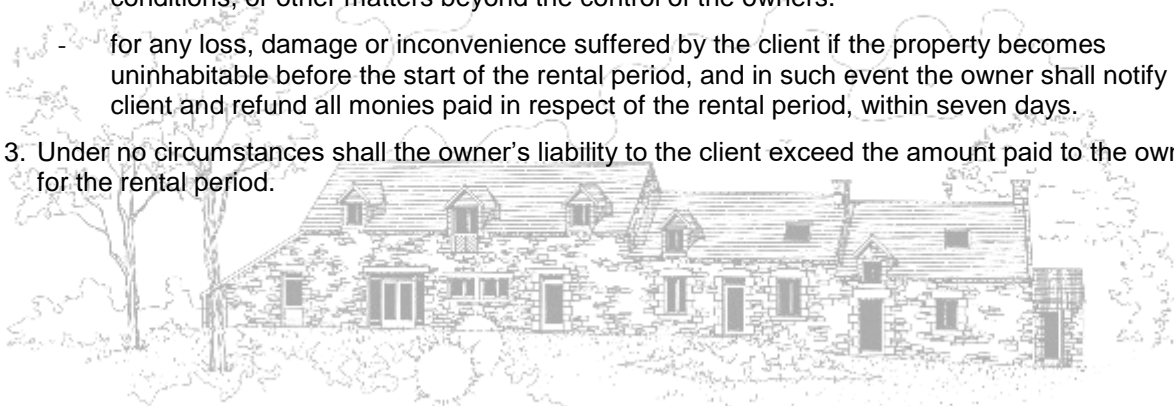 conditions, or other matters beyond the control of the owners.
- for any loss, damage or inconvenience suffered by the client if the property becomes
uninhabitable before the start of the rental period, and in such event the owner shall notify
client and refund all monies paid in respect of the rental period, within seven days.
3. Under no circumstances shall the owner’s liability to the client exceed the amount paid to the
for the rental period.